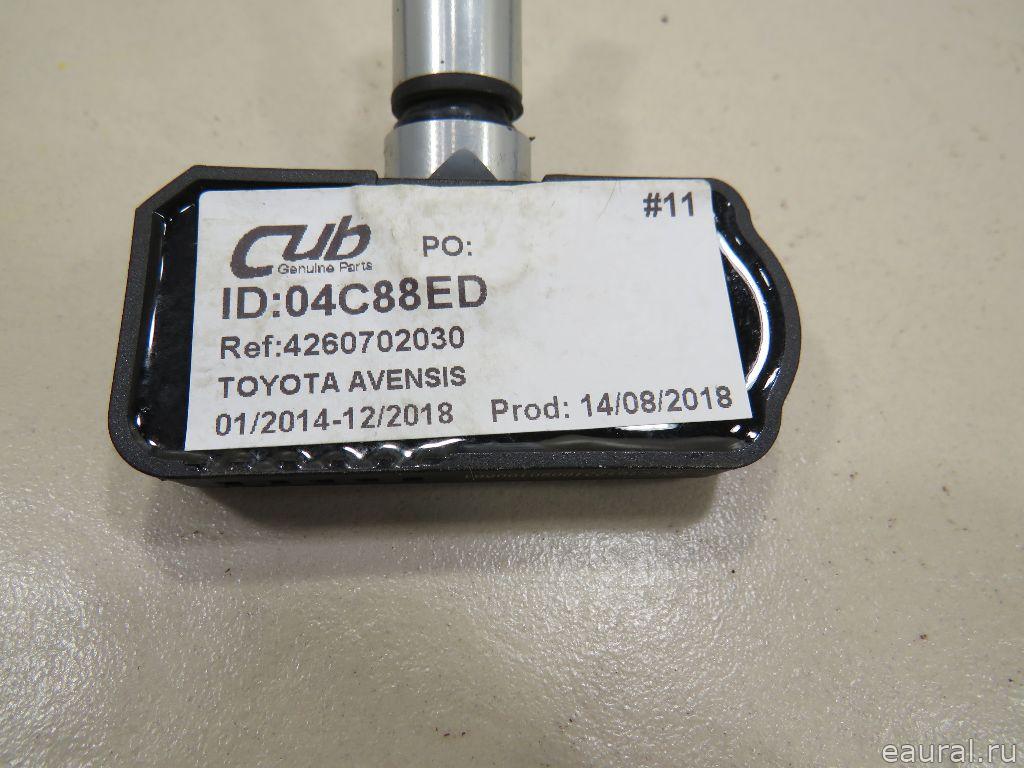 #11
cub PO:
Genuine Parts
ID:04C88ED
Ref:4260702030
TOYOTA AVENSIS
01/2014-12/2018 Prod: 14/08/2018
eaural.ru